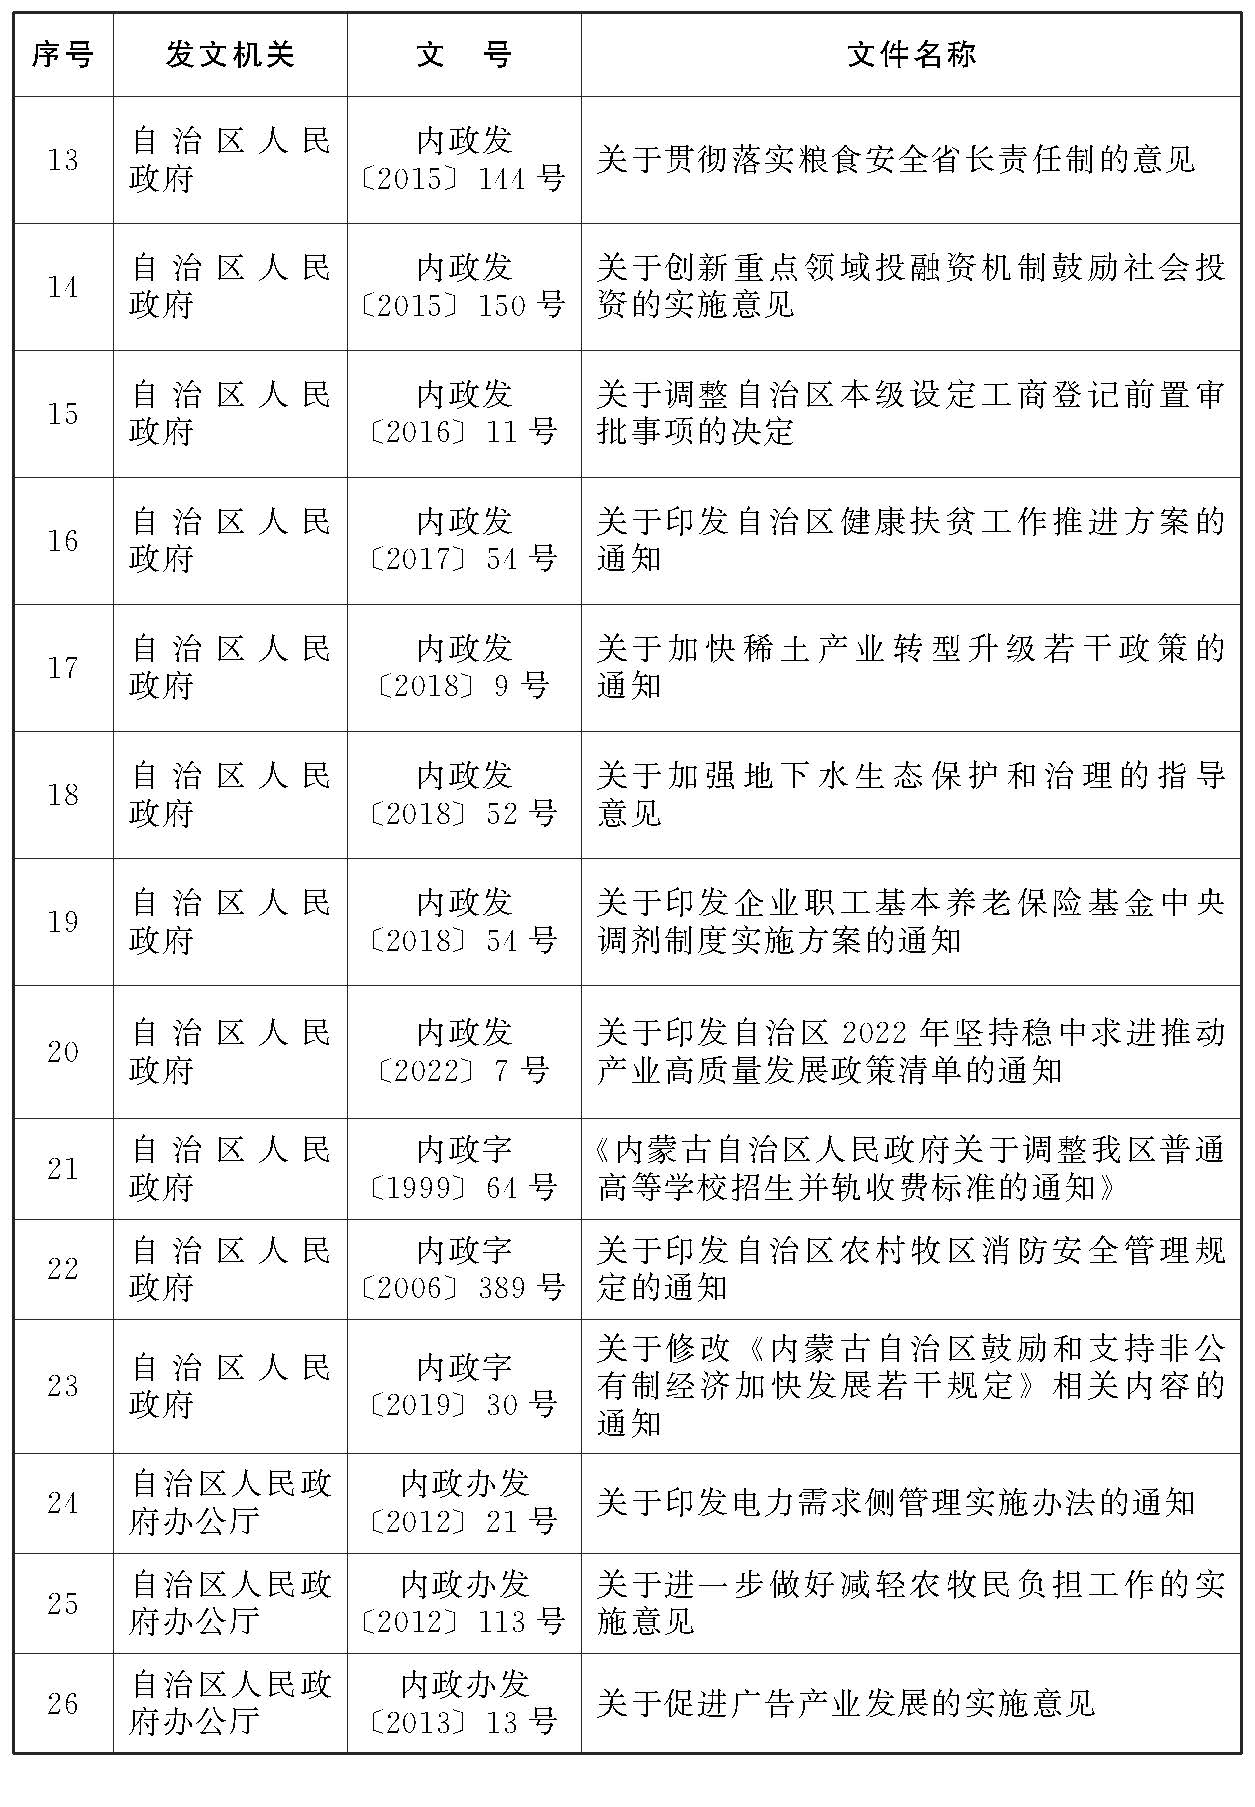 序号 发文机关 文 号 文件名称
13 自治区人民 内政发 关于贯彻落实粮食安全省长责任制的意见
政府 〔2015〕144号
14 自治区人民 内政发 关于创新重点领域投融资机制鼓励社会投
政府 〔2015〕150号 资的实施意见
15 自治区人民 内政发 关于调整自治区本级设定工商登记前置审
政府 〔2016〕11号 批事项的决定
16 自治区人民 内政发 关于印发自治区健康扶贫工作推进方案的
政府 〔2017〕54号 通知
17 自治区人民 内政发 关于加快稀土产业转型升级若干政策的
政府 〔2018〕9号 通知
18 自治区人民 内政发 关于加强地下水生态保护和治理的指导
政府 〔2018〕52号 意见
19 自治区人民 内政发 关于印发企业职工基本养老保险基金中央
政府 〔2018〕54号 调剂制度实施方案的通知
20 自治区人民 内政发 关于印发自治区2022年坚持稳中求进推动
政府 〔2022〕7号 产业高质量发展政策清单的通知
21 自治区人民 内政字 《内蒙古自治区人民政府关于调整我区普通
政府 〔1999〕64号 高等学校招生并轨收费标准的通知》
22 自治区人民 内政字 关于印发自治区农村牧区消防安全管理规
政府 〔2006〕389号 定的通知
23 自治区人民 内政字 关于修改《内蒙古自治区鼓励和支持非公
政府 〔2019〕30号 有制经济加快发展若干规定》相关内容的
通知
24 自治区人民政 内政办发 关于印发电力需求侧管理实施办法的通知
府办公厅 〔2012〕21号
25 自治区人民政 内政办发 关于进一步做好减轻农牧民负担工作的实
府办公厅 〔2012〕113号 施意见
26 自治区人民政 内政办发 关于促进广告产业发展的实施意见
府办公厅 〔2013〕13号